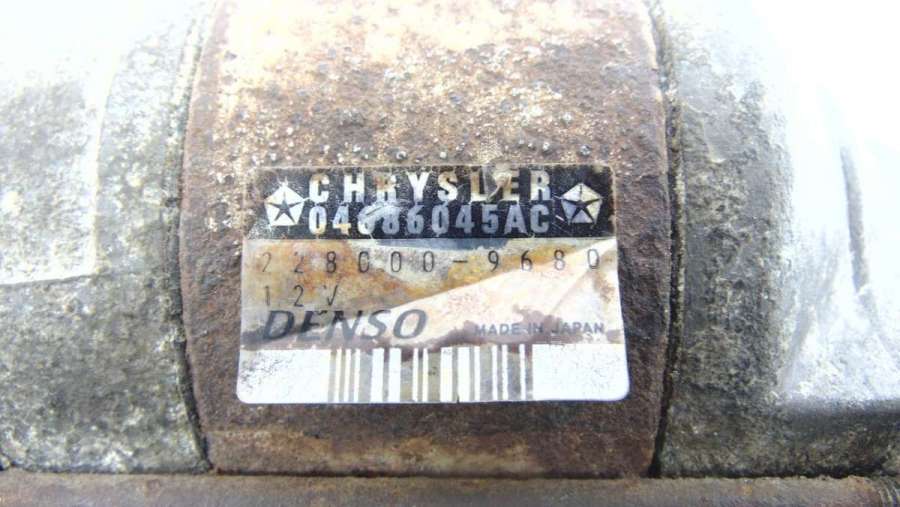 CHRYSLER
04686045AC
228000-9680
12V
DENSO MADE IN JAPAN